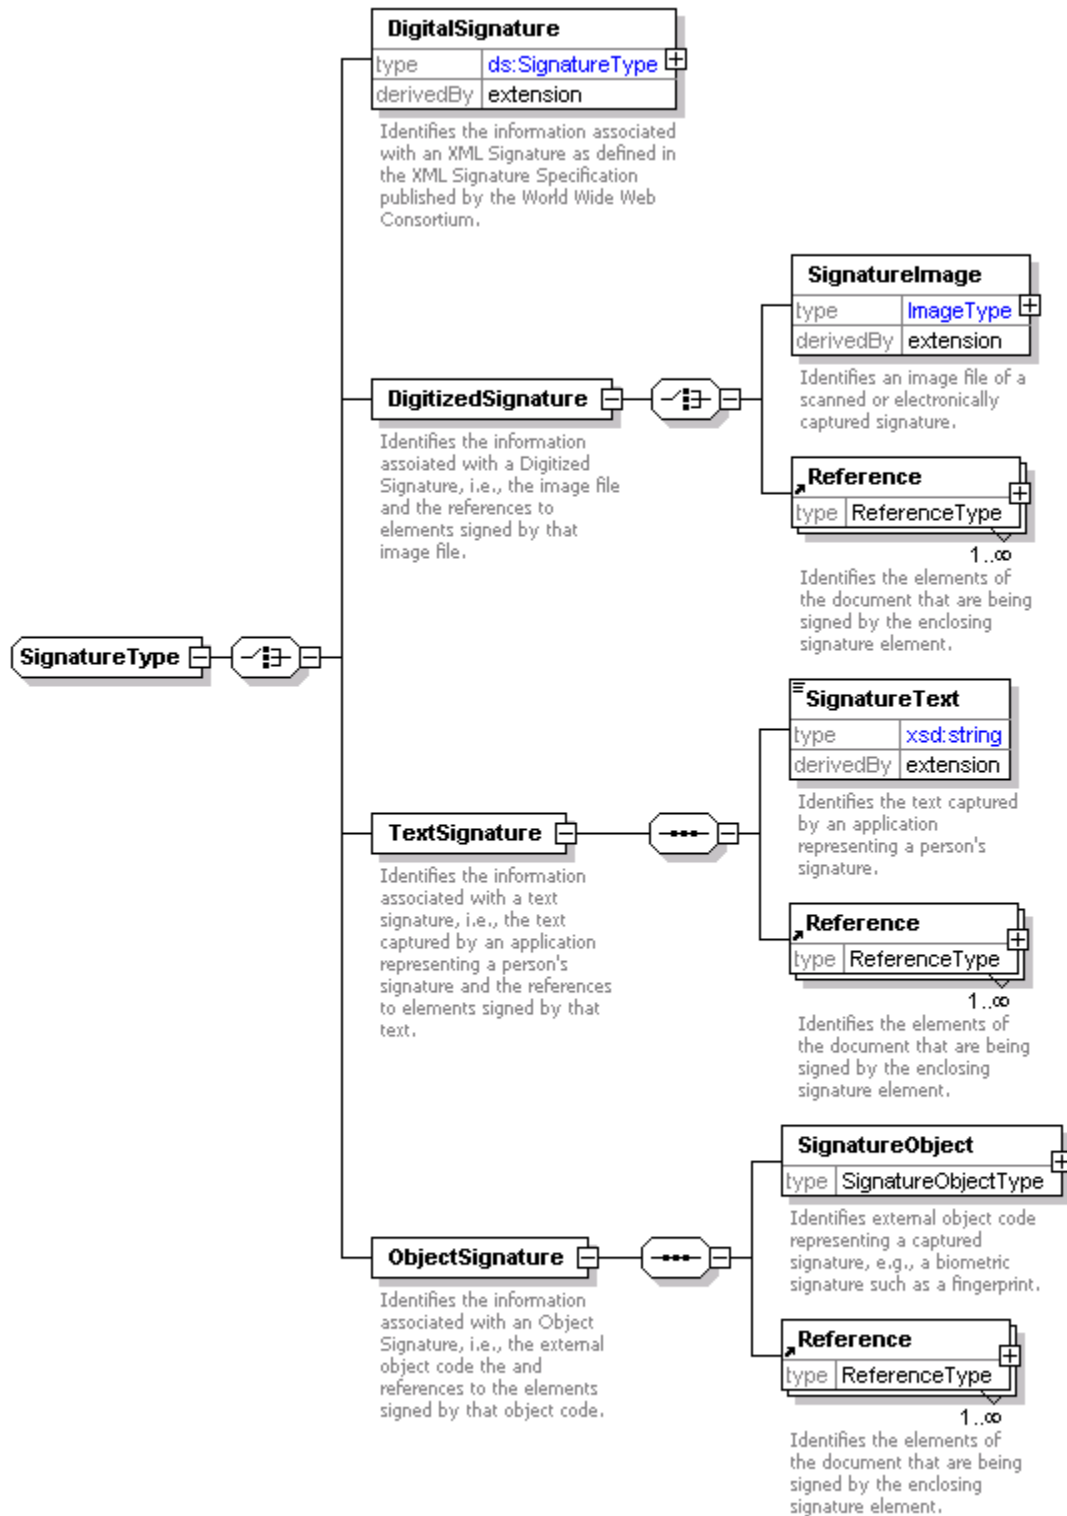 DigitalSignature
type ds:SignatureType
derivedBy extension
Identifies the information associated
with an XML Signature as defined in
the XML Signature Specification
published by the World Wide Web
Consortium.
SignatureImage
type ImageType
derivedBy extension
Identifies an image file of a
scanned or electronically
captured signature.
DigitizedSignature
Identifies the information
assoiated with a Digitized
Signature, i.e., the image file
and the references to
elements signed by that
image file.
Reference
type ReferenceType
1..∞
Identifies the elements of
the document that are being
signed by the enclosing
signature element.
SignatureType
SignatureText
type xsd:string
derivedBy extension
Identifies the text captured
by an application
representing a person's
signature.
TextSignature
Identifies the information
associated with a text
signature, i.e., the text
captured by an application
representing a person's
signature and the references
to elements signed by that
text.
Reference
type ReferenceType
1..∞
Identifies the elements of
the document that are being
signed by the enclosing
signature element.
SignatureObject
type SignatureObjectType
Identifies external object code
representing a captured
signature, e.g., a biometric
signature such as a fingerprint.
ObjectSignature
Identifies the information
associated with an Object
Signature, i.e., the external
object code the and
references to the elements
signed by that object code.
Reference
type ReferenceType
1..∞
Identifies the elements of
the document that are being
signed by the enclosing
signature element.